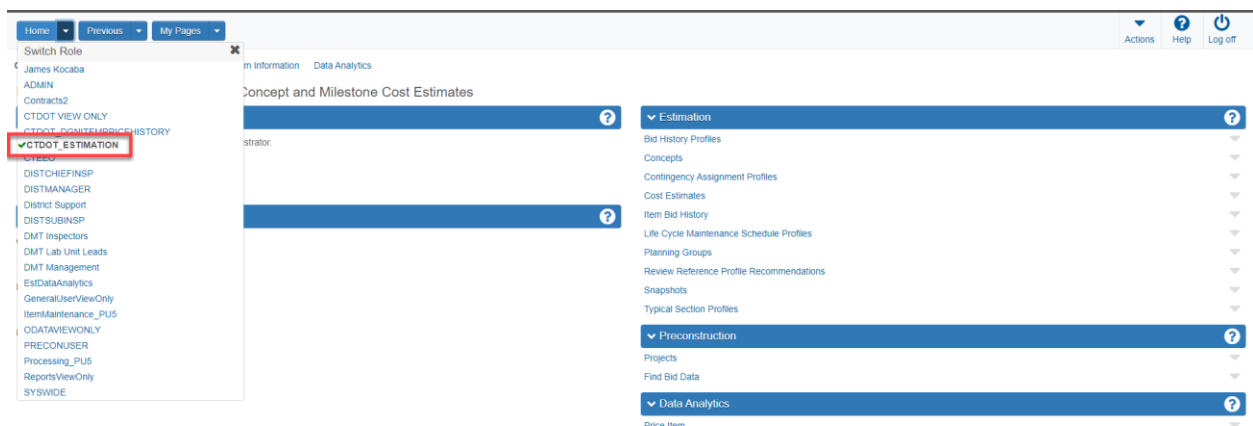 Home Previous My Pages
Actions Help Log off
Switch Role
James Kocaba
ADMIN
Contracts2
CTDOT VIEW ONLY
CTDOT_DGNITEMPRICEHISTORY
CTDOT_ESTIMATION
CTEEO
DISTCHIEFINSP
DISTMANAGER
District Support
DISTSUBINSP
DMT Inspectors
DMT Lab Unit Leads
DMT Management
EstDataAnalytics
GeneralUserViewOnly
ItemMaintenance_PU5
ODATAVIEWONLY
PRECONUSER
Processing_PU5
ReportsViewOnly
SYSWIDE
m Information Data Analytics
Concept and Milestone Cost Estimates
strator.
Estimation
Bid History Profiles
Concepts
Contingency Assignment Profiles
Cost Estimates
Item Bid History
Life Cycle Maintenance Schedule Profiles
Planning Groups
Review Reference Profile Recommendations
Snapshots
Typical Section Profiles
Preconstruction
Projects
Find Bid Data
Data Analytics
Price Item